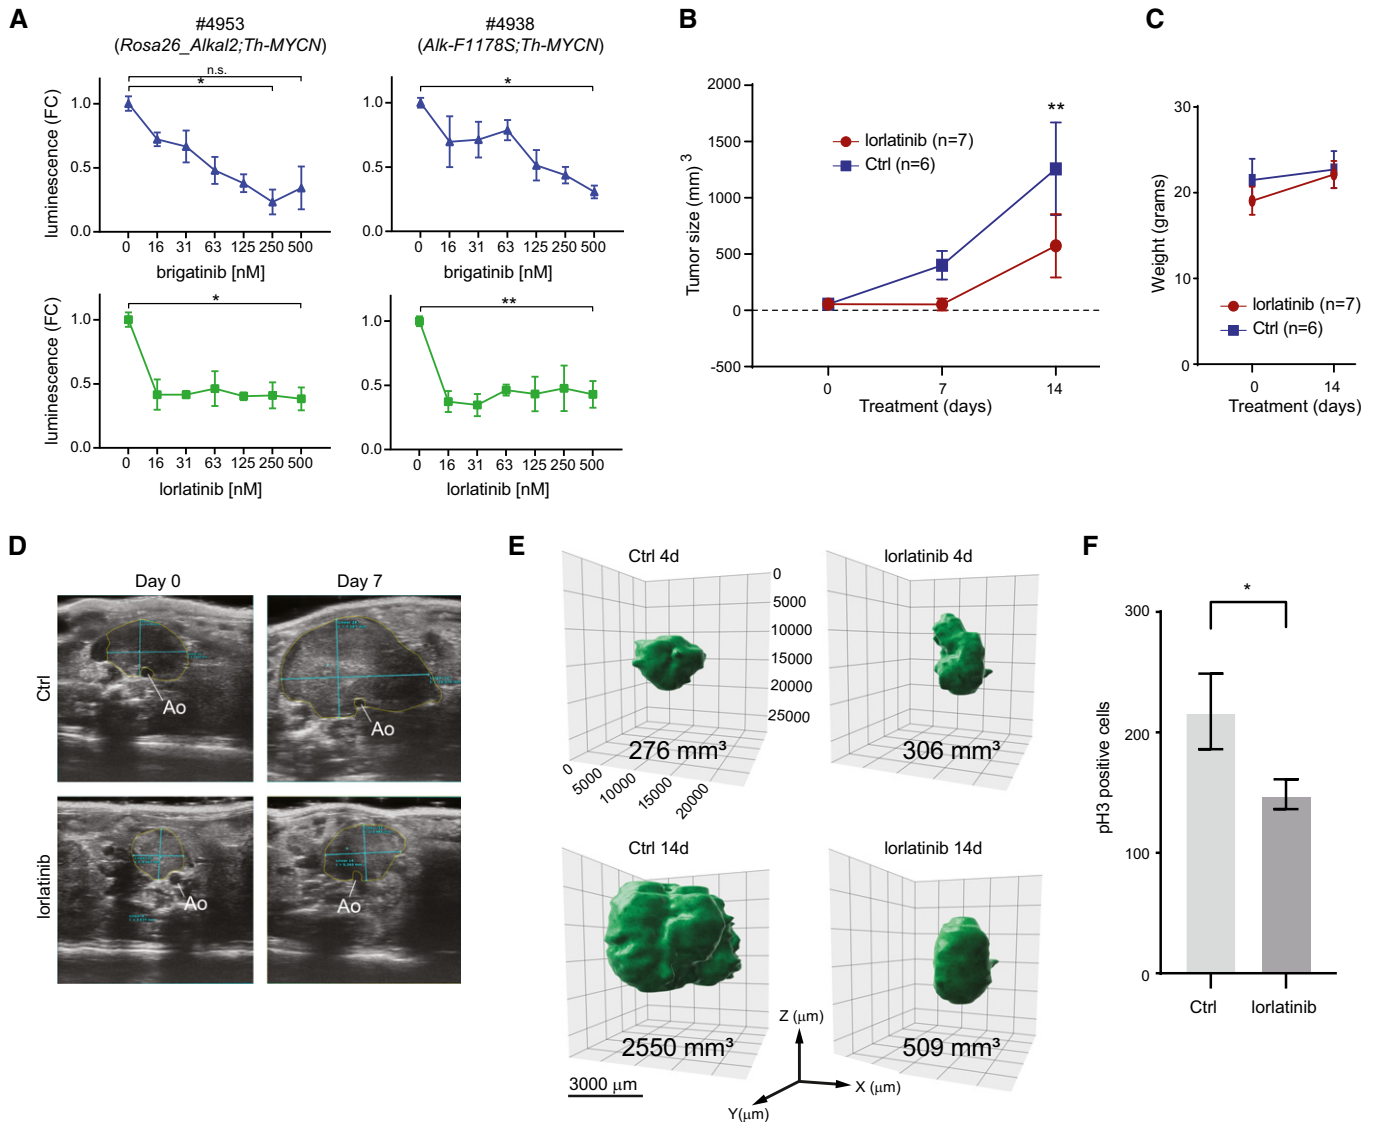 A
#4953
(Rosa26_Alkal2;Th-MYCN)
#4938
(Alk-F1178S;Th-MYCN)
n.s.
*
*
luminescence (FC)
1.0
0.5
0.0
0 16 31 63 125 250 500
brigatinib [nM]
1.0
0.5
0.0
0 16 31 63 125 250 500
brigatinib [nM]
*
**
luminescence (FC)
1.0
0.5
0.0
0 16 31 63 125 250 500
lorlatinib [nM]
1.0
0.5
0.0
0 16 31 63 125 250 500
lorlatinib [nM]
B
Tumor size (mm) 3
2000
1500
1000
500
0
-500
lorlatinib (n=7)
Ctrl (n=6)
**
0 7 14
Treatment (days)
C
Weight (grams)
30
20
10
0
lorlatinib (n=7)
Ctrl (n=6)
0 14
Treatment (days)
D
Day 0
Day 7
Ctrl
Ao
Ao
lorlatinib
Ao
Ao
E
Ctrl 4d
0
5000
10000
15000
20000
25000
276 mm³
0
5000
10000
15000
20000
lorlatinib 4d
306 mm³
Ctrl 14d
2550 mm³
3000 µm
lorlatinib 14d
509 mm³
Z (µm)
X (µm)
Y(µm)
F
*
pH3 positive cells
300
200
100
0
Ctrl
lorlatinib